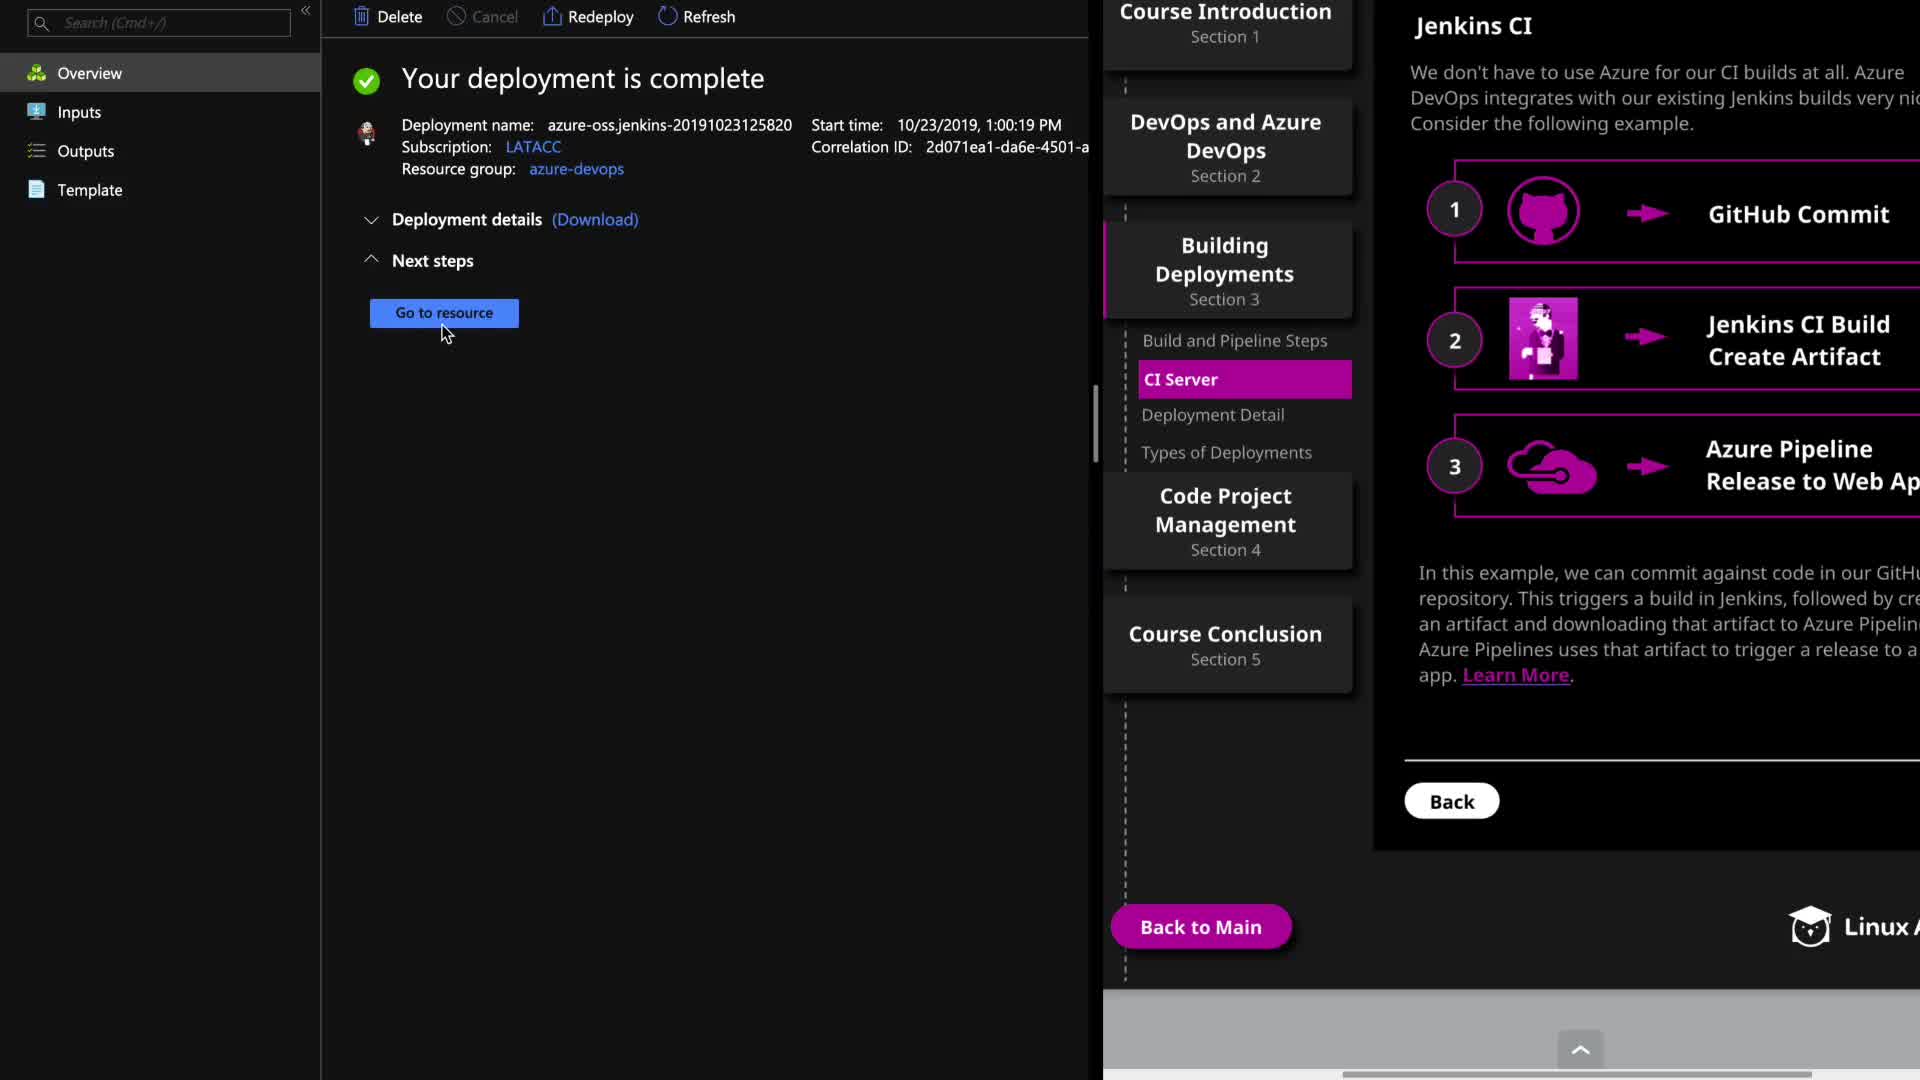 Search (Cmd+/)
«
Overview
Inputs
Outputs
Template
Delete
Cancel
Redeploy
Refresh
Your deployment is complete
Deployment name: azure-oss.jenkins-20191023125820
Subscription: LATACC
Resource group: azure-devops
Start time: 10/23/2019, 1:00:19 PM
Correlation ID: 2d071ea1-da6e-4501-a
Deployment details (Download)
Next steps
Go to resource
Course Introduction
Section 1
DevOps and Azure
DevOps
Section 2
Building
Deployments
Section 3
Build and Pipeline Steps
CI Server
Deployment Detail
Types of Deployments
Code Project
Management
Section 4
Course Conclusion
Section 5
Back to Main
Jenkins CI
We don't have to use Azure for our CI builds at all. Azure
DevOps integrates with our existing Jenkins builds very nic
Consider the following example.
1
GitHub Commit
2
Jenkins CI Build
Create Artifact
3
Azure Pipeline
Release to Web Ap
In this example, we can commit against code in our GitHu
repository. This triggers a build in Jenkins, followed by cre
an artifact and downloading that artifact to Azure Pipelin
Azure Pipelines uses that artifact to trigger a release to a
app. Learn More.
Back
Linux A